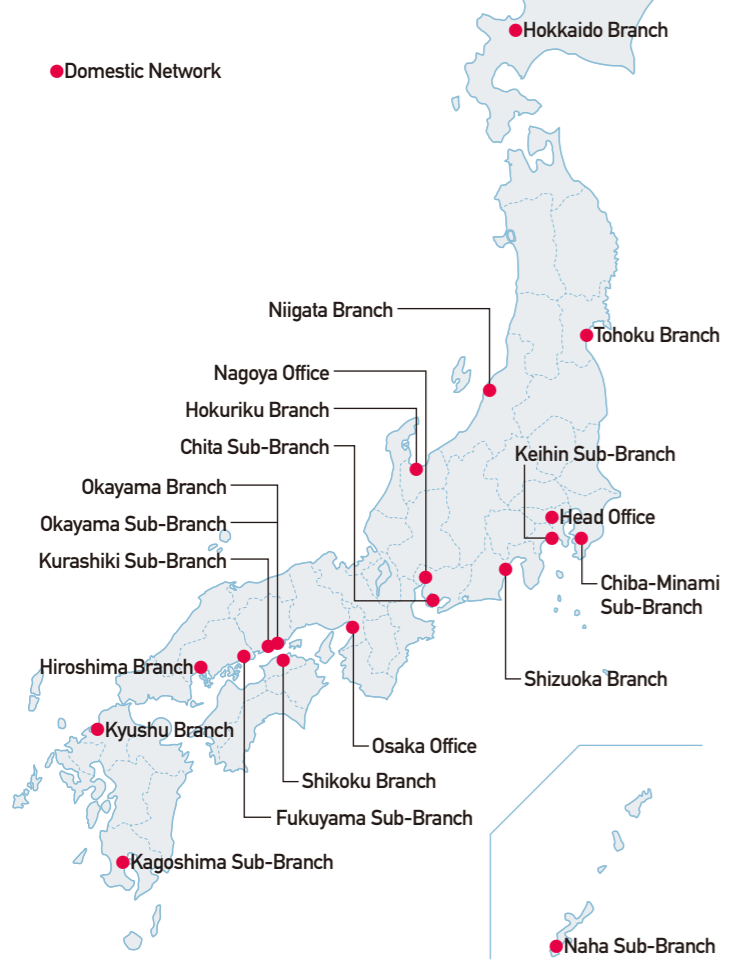 Hokkaido Branch
Domestic Network
Niigata Branch
Tohoku Branch
Nagoya Office
Hokuriku Branch
Chita Sub-Branch
Keihin Sub-Branch
Okayama Branch
Head Office
Okayama Sub-Branch
Kurashiki Sub-Branch
Chiba-Minami
Sub-Branch
Hiroshima Branch
Shizuoka Branch
Kyushu Branch
Osaka Office
Shikoku Branch
Fukuyama Sub-Branch
Kagoshima Sub-Branch
Naha Sub-Branch